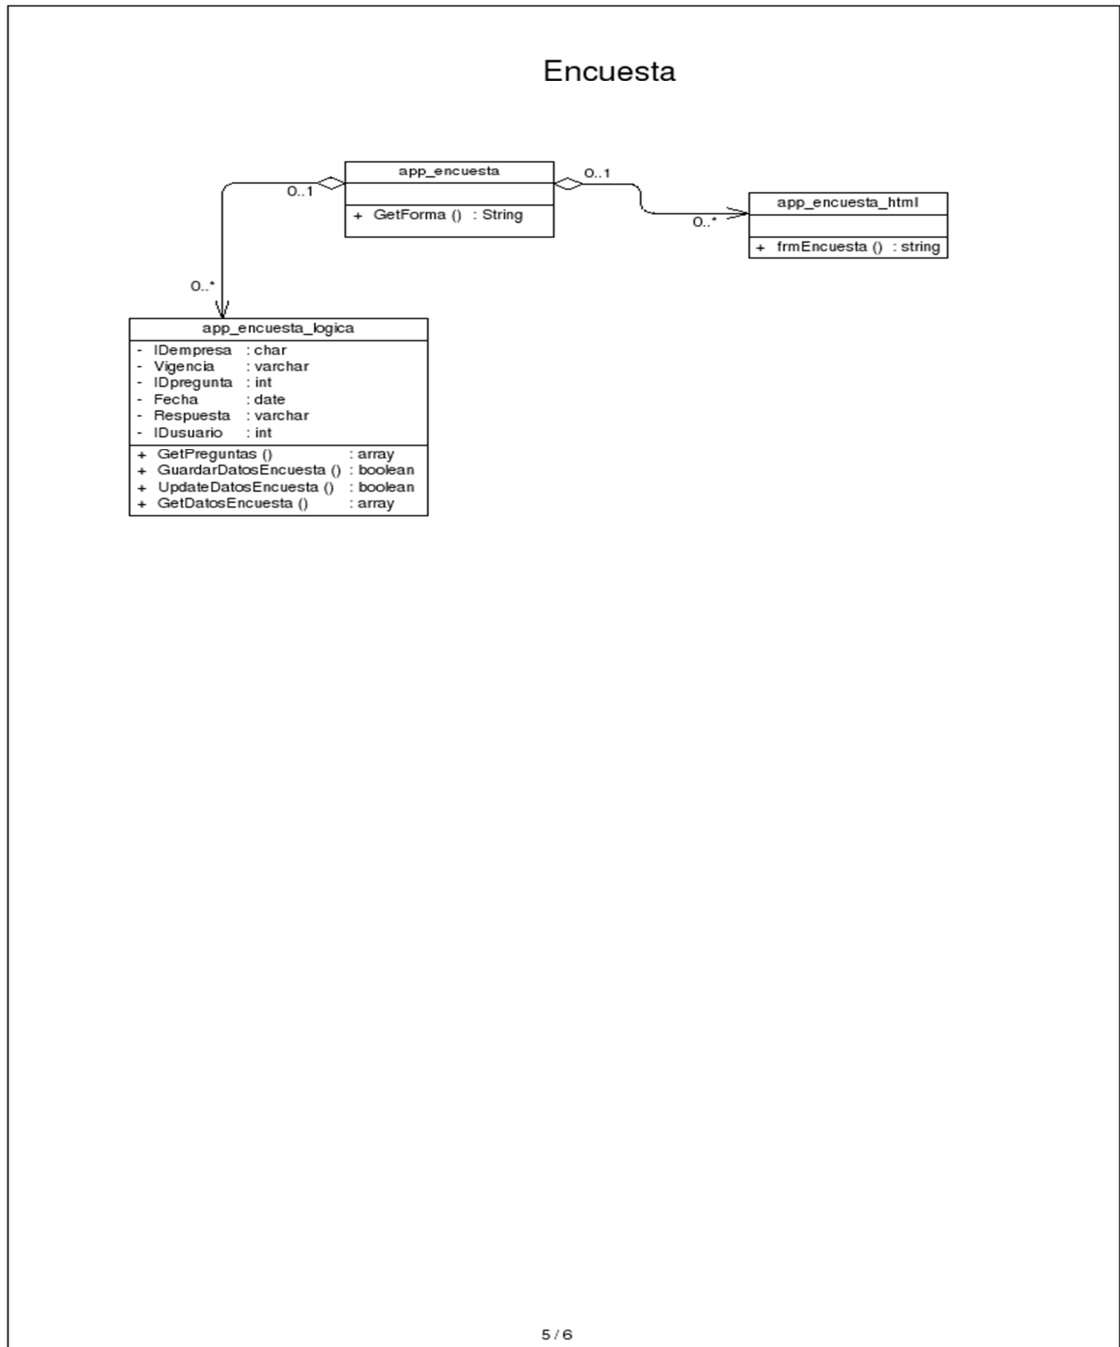 Encuesta
app_encuesta
+ GetForma () : String
0..1
0..1
app_encuesta_html
+ frmEncuesta () : string
0..*
0..*
app_encuesta_logica
- IDempresa : char
- Vigencia : varchar
- IDpregunta : int
- Fecha : date
- Respuesta : varchar
- IDusuario : int
+ GetPreguntas () : array
+ GuardarDatosEncuesta () : boolean
+ UpdateDatosEncuesta () : boolean
+ GetDatosEncuesta () : array
5 / 6